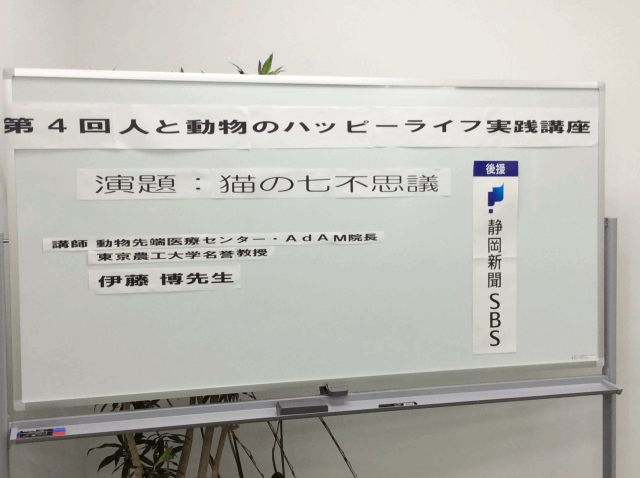 第4回人と動物のハッピーライフ実践講座
演題：猫の七不思議
講師 動物先端医療センター・AdAM院長
東京農工大学名誉教授
伊藤 博先生
後援
静岡新聞SBS